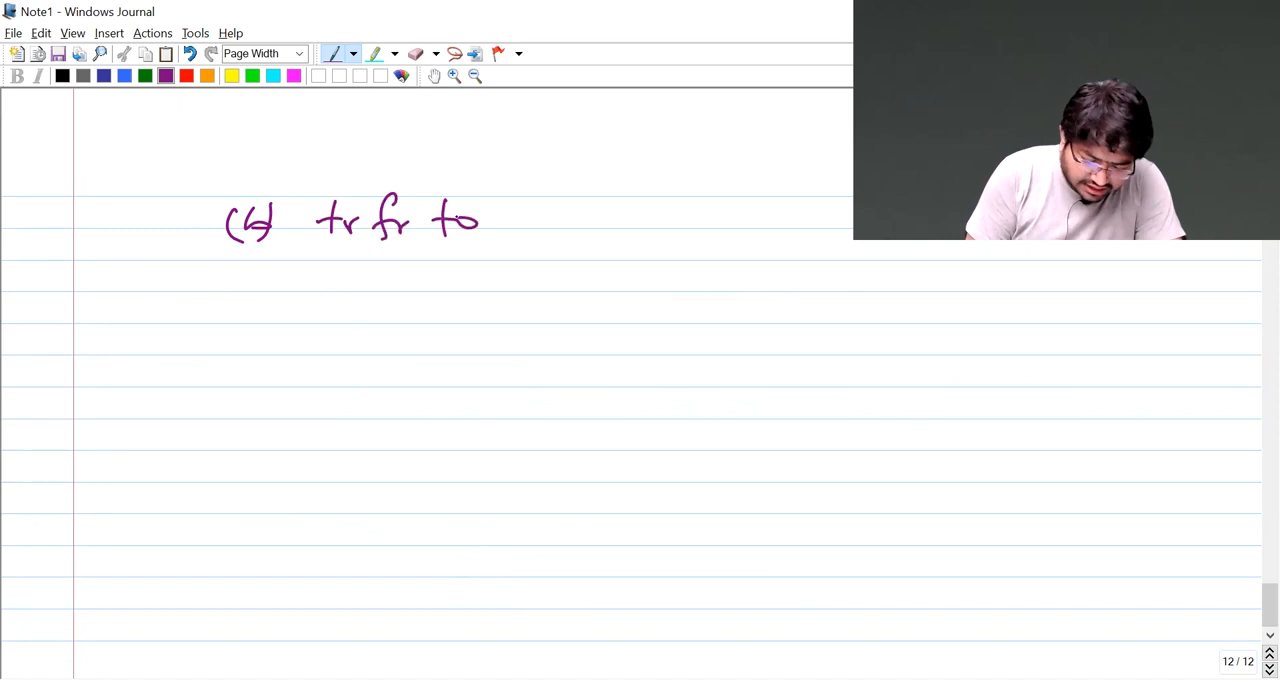 Note1 - Windows Journal
File Edit View Insert Actions Tools Help
Page Width
B I
(b) tr fr to
12 / 12